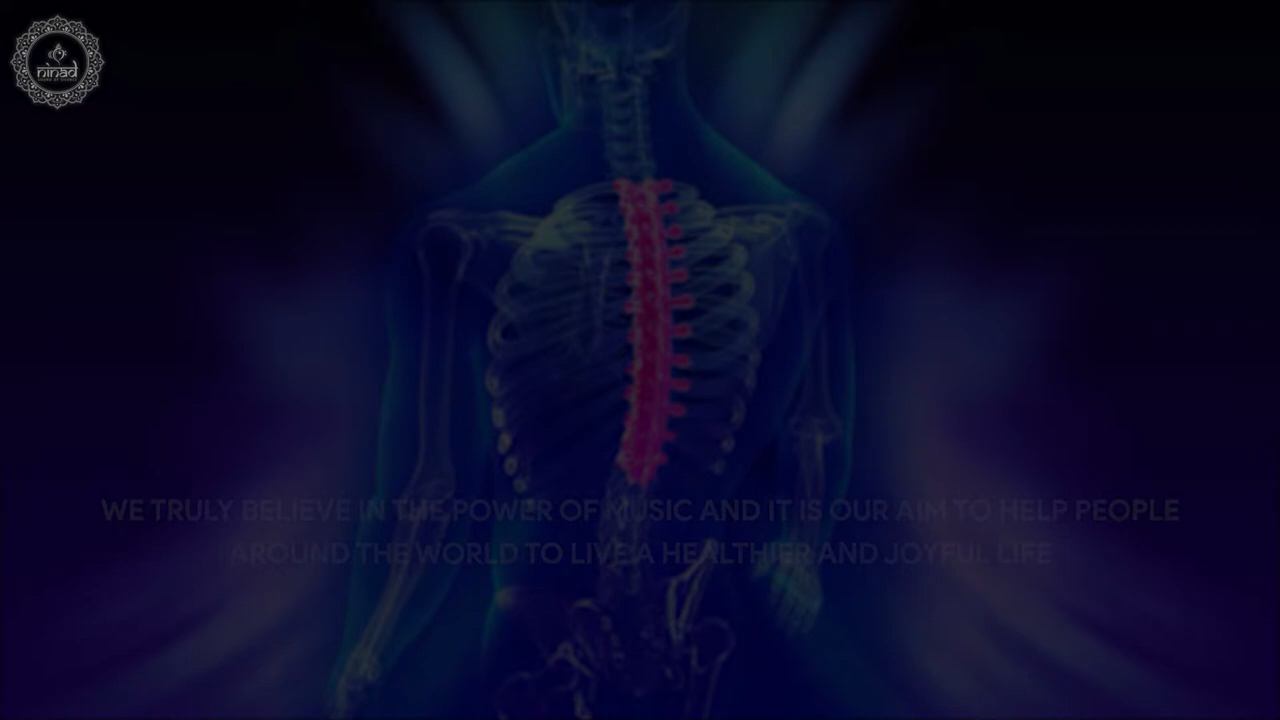 ninad
WE TRULY BELIEVE IN THE POWER OF MUSIC AND IT IS OUR AIM TO HELP PEOPLE
AROUND THE WORLD TO LIVE A HEALTHIER AND JOYFUL LIFE